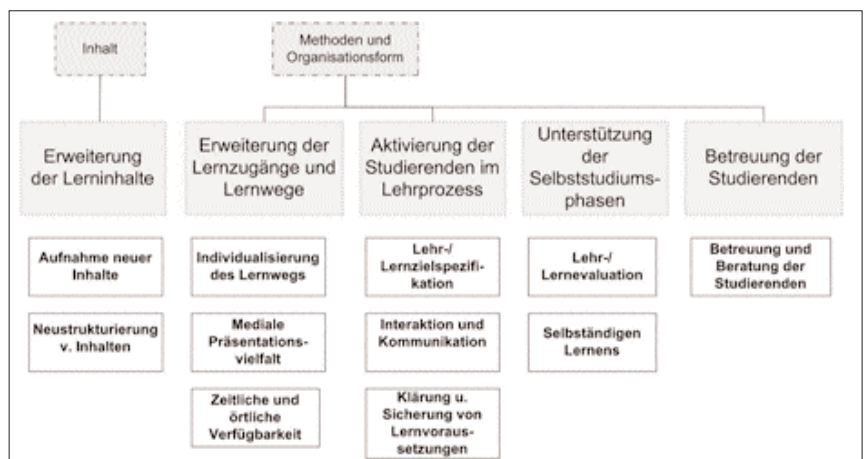 Inhalt
Methoden und
Organisationsform
Erweiterung
der Lerninhalte
Erweiterung der
Lernzugänge und
Lernwege
Aktivierung der
Studierenden im
Lehrprozess
Unterstützung
der
Selbststudiums-
phasen
Betreuung der
Studierenden
Aufnahme neuer
Inhalte
Neustrukturierung
v. Inhalten
Individualisierung
des Lernwegs
Mediale
Präsentations-
vielfalt
Zeitliche und
örtliche
Verfügbarkeit
Lehr-/
Lernzielspezifi-
kation
Interaktion und
Kommunikation
Klärung u.
Sicherung von
Lernvoraus-
setzungen
Lehr-/
Lernevaluation
Selbständigen
Lernens
Betreuung und
Beratung der
Studierenden